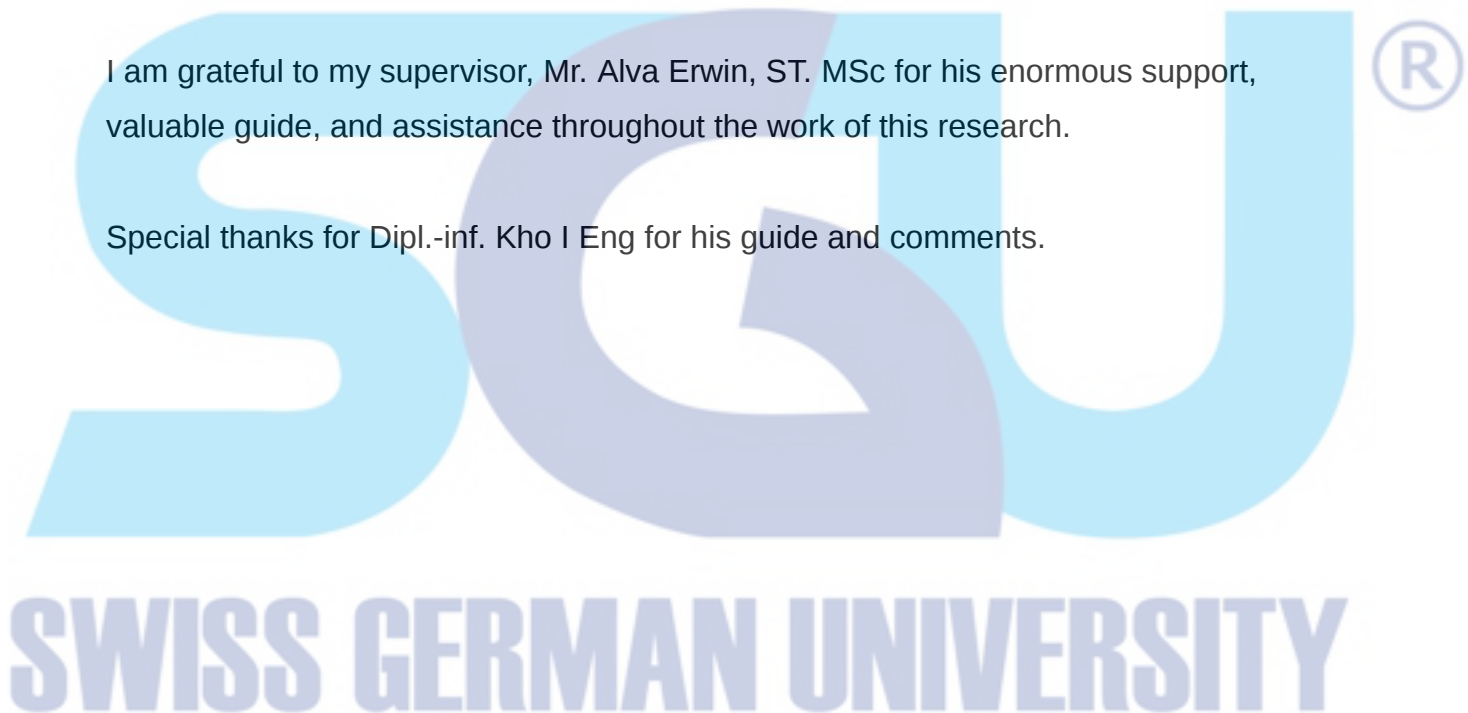 I am grateful to my supervisor, Mr. Alva Erwin, ST. MSc for his enormous support,
valuable guide, and assistance throughout the work of this research.
Special thanks for Dipl.-inf. Kho I Eng for his guide and comments.
SGU ®
SWISS GERMAN UNIVERSITY